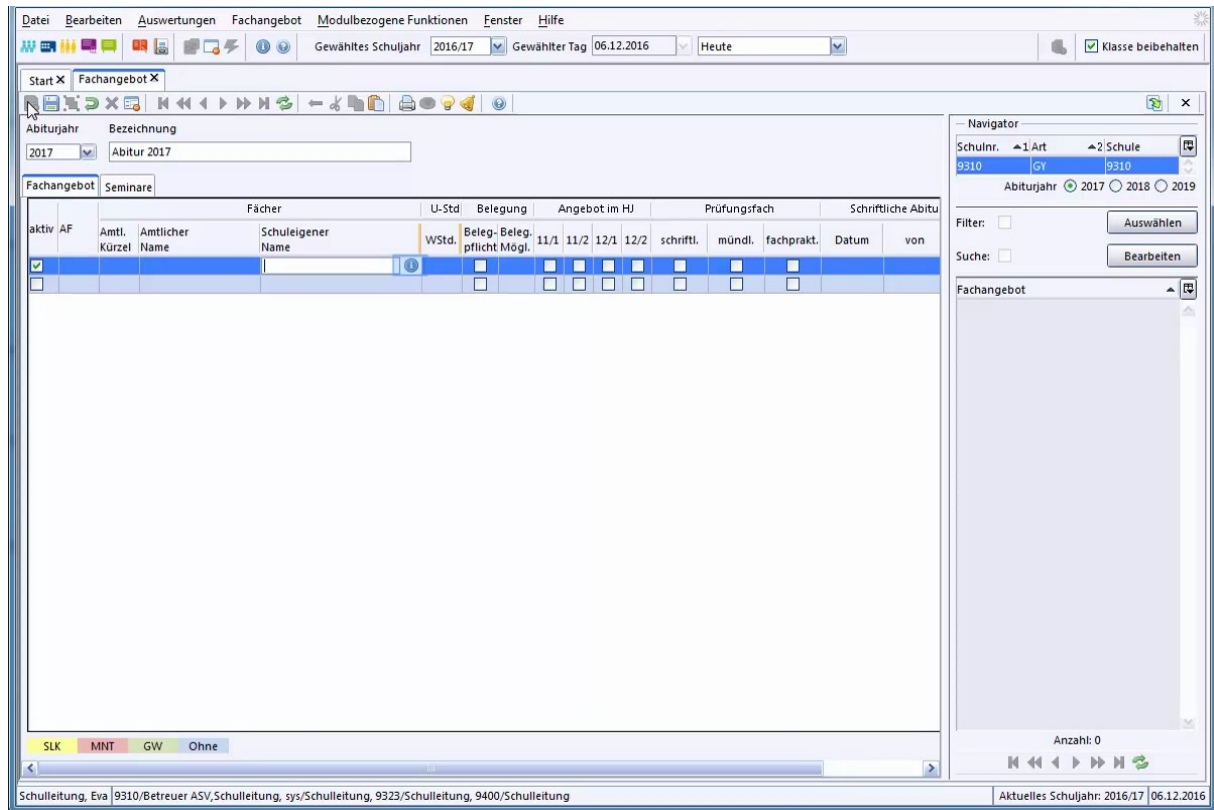 Datei Bearbeiten Auswertungen Fachangebot Modulbezogene Funktionen Fenster Hilfe
Gewähltes Schuljahr 2016/17 Gewählter Tag 06.12.2016 Heute Klasse beibehalten
Start Fachangebot
Abiturjahr Bezeichnung
2017 Abitur 2017
Fachangebot Seminare
Fächer U-Std Belegung Angebot im HJ Prüfungsfach Schriftliche Abitu
aktiv AF Amtl. Kürzel Amtlicher Name Schuleigener Name WStd. Beleg-pflicht Beleg. Mögl. 11/1 11/2 12/1 12/2 schriftl. mündl. fachprakt. Datum von
Navigator
Schulnr. 1 Art 2 Schule
9310 GY 9310
Abiturjahr 2017 2018 2019
Filter: Auswählen
Suche: Bearbeiten
Fachangebot
Anzahl: 0
SLK MNT GW Ohne
Schulleitung, Eva 9310/Betreuer ASV,Schulleitung, sys/Schulleitung, 9323/Schulleitung, 9400/Schulleitung Aktuelles Schuljahr: 2016/17 06.12.2016